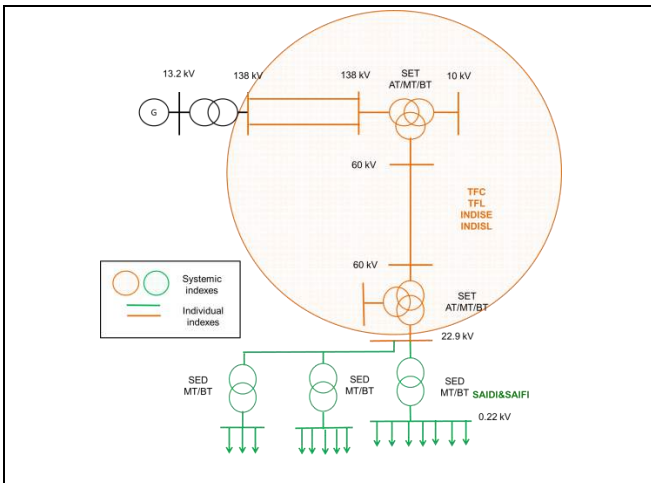 13.2 kV
138 kV
138 kV
SET
AT/MT/BT
10 kV
G
60 kV
TFC
TFL
INDISE
INDISL
60 kV
Systemic
indexes
Individual
indexes
SET
AT/MT/BT
22.9 kV
SED
MT/BT
SED
MT/BT
SED
MT/BT
SAIDI&SAIFI
0.22 kV